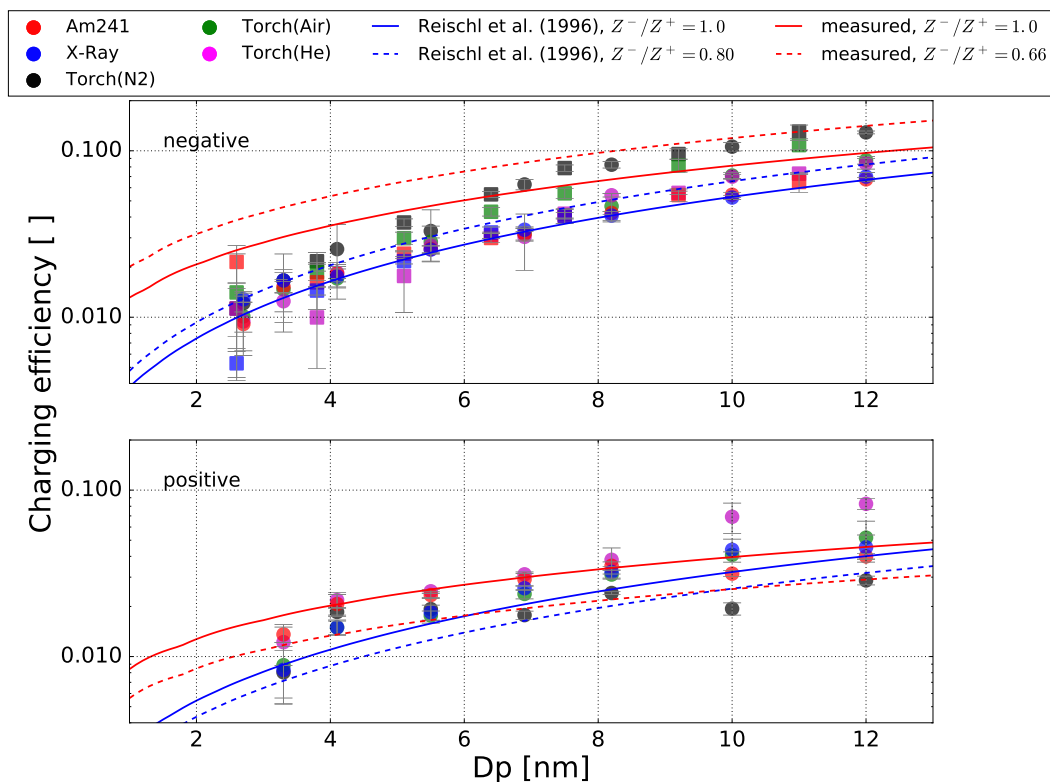 Am241 Torch(Air) Reischl et al. (1996), Z⁻/Z⁺=1.0 measured, Z⁻/Z⁺=1.0
X-Ray Torch(He) Reischl et al. (1996), Z⁻/Z⁺=0.80 measured, Z⁻/Z⁺=0.66
Torch(N2)
negative
0.100
0.010
2 4 6 8 10 12
Charging efficiency [ ]
positive
0.100
0.010
2 4 6 8 10 12
Dp [nm]